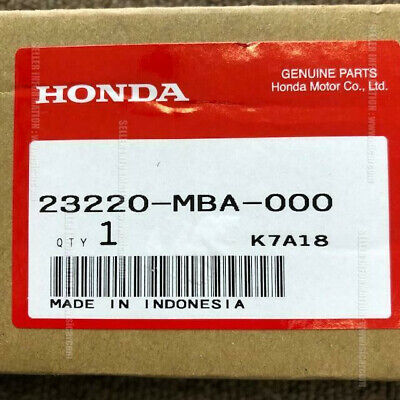 HONDA
GENUINE PARTS
Honda Motor Co., Ltd.
23220-MBA-000
QTY 1 K7A18
MADE IN INDONESIA